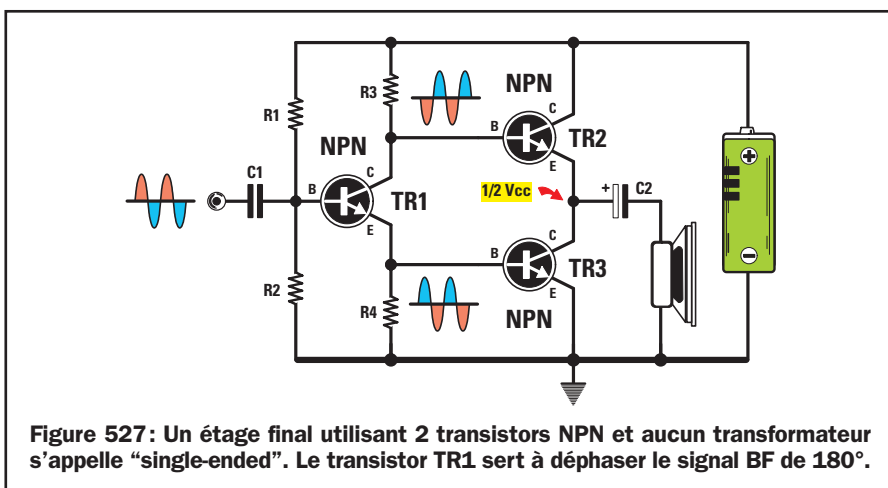 NPN
R3
B
C
E
TR2
R1
NPN
C1
B
C
E
TR1
1/2 Vcc
+
C2
R2
B
C
E
TR3
R4
NPN
+
-
Figure 527: Un étage final utilisant 2 transistors NPN et aucun transformateur
s’appelle “single-ended”. Le transistor TR1 sert à déphaser le signal BF de 180°.